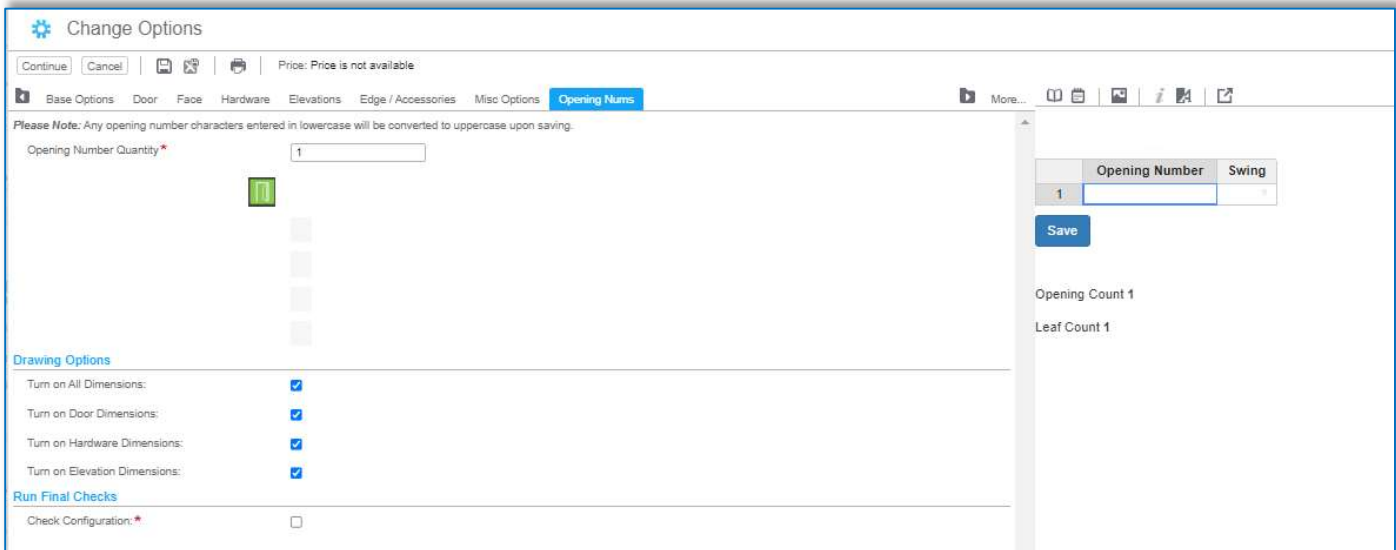 Change Options
Continue Cancel Price: Price is not available
Base Options Door Face Hardware Elevations Edge / Accessories Misc Options Opening Nums More...
Please Note: Any opening number characters entered in lowercase will be converted to uppercase upon saving.
Opening Number Quantity* 1
Opening Number Swing
1
Save
Opening Count 1
Leaf Count 1
Drawing Options
Turn on All Dimensions:
Turn on Door Dimensions:
Turn on Hardware Dimensions:
Turn on Elevation Dimensions:
Run Final Checks
Check Configuration:*